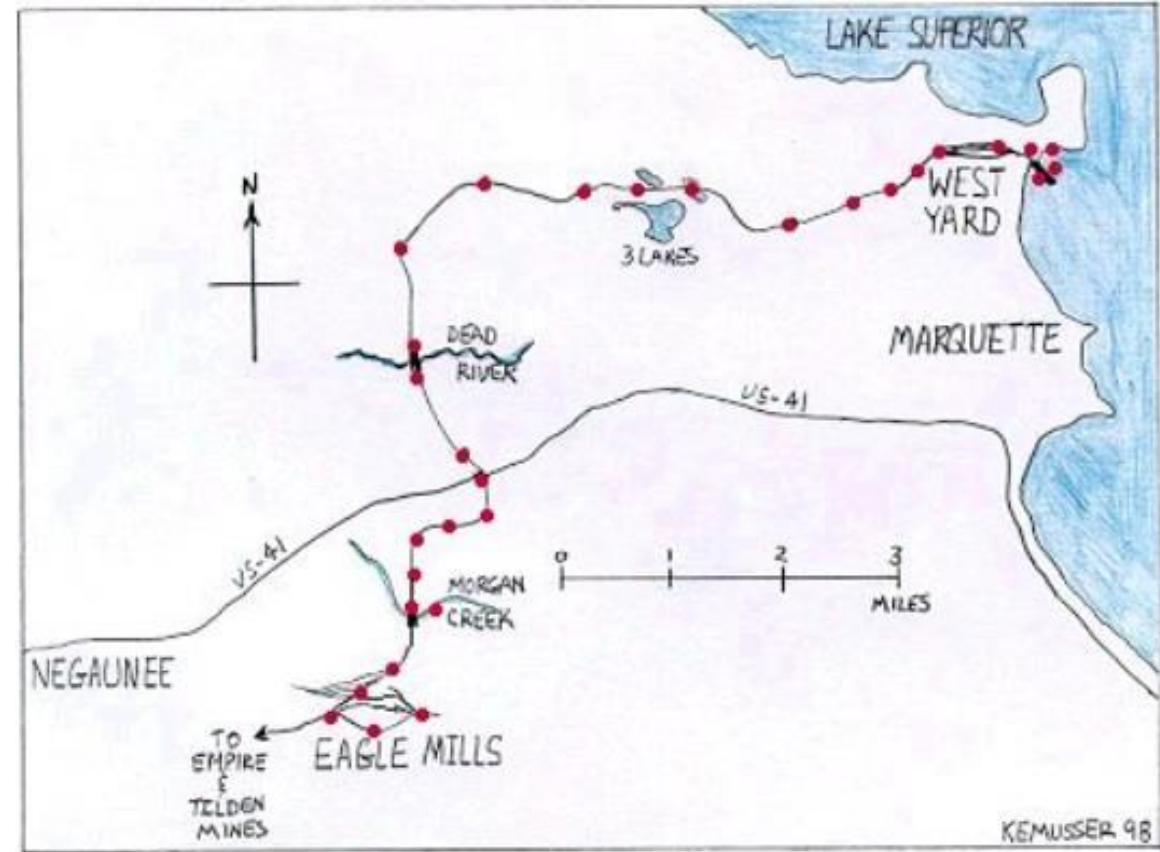 LAKE SUPERIOR
N
WEST
YARD
3 LAKES
DEAD
RIVER
MARQUETTE
US-41
US-41
0 1 2 3
MILES
MORGAN
CREEK
NEGAUNEE
TO
EMPIRE
&
TILDEN
MINES
EAGLE MILLS
KEMUSSER 98